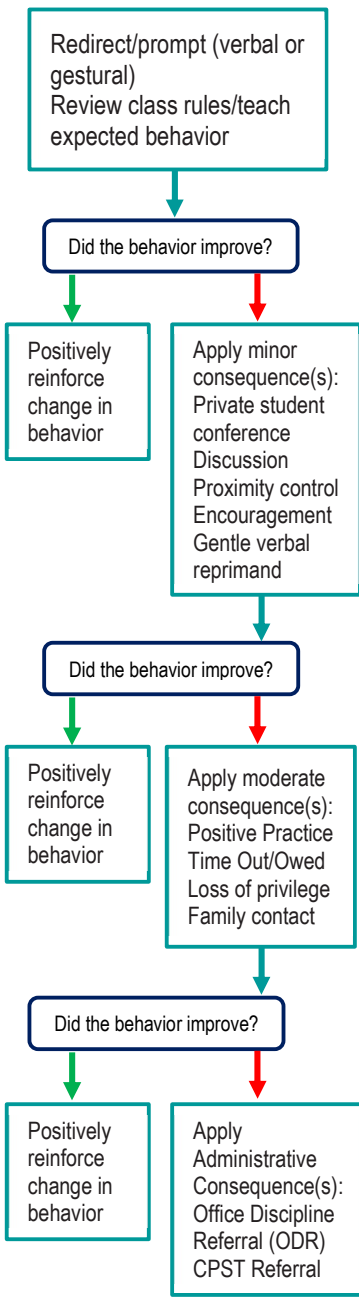 Redirect/prompt (verbal or
gestural)
Review class rules/teach
expected behavior
Did the behavior improve?
Positively
reinforce
change in
behavior
Apply minor
consequence(s):
Private student
conference
Discussion
Proximity control
Encouragement
Gentle verbal
reprimand
Did the behavior improve?
Positively
reinforce
change in
behavior
Apply moderate
consequence(s):
Positive Practice
Time Out/Owed
Loss of privilege
Family contact
Did the behavior improve?
Positively
reinforce
change in
behavior
Apply
Administrative
Consequence(s):
Office Discipline
Referral (ODR)
CPST Referral